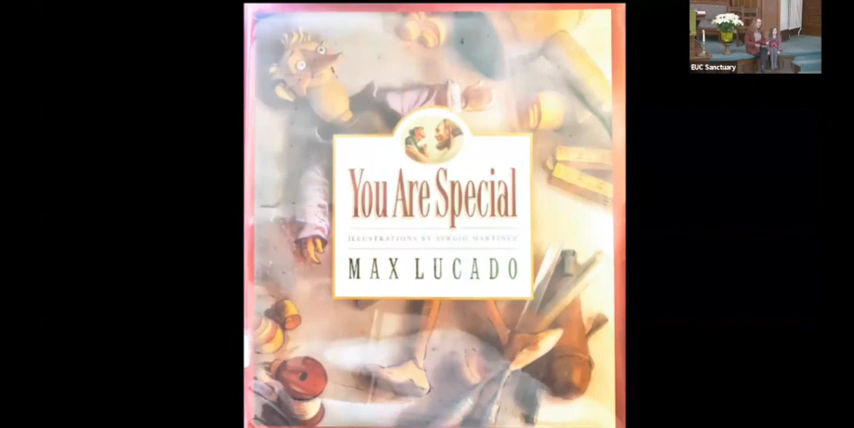 You Are Special
ILLUSTRATIONS BY SERGIO MARTINEZ
MAX LUCADO
EUC Sanctuary